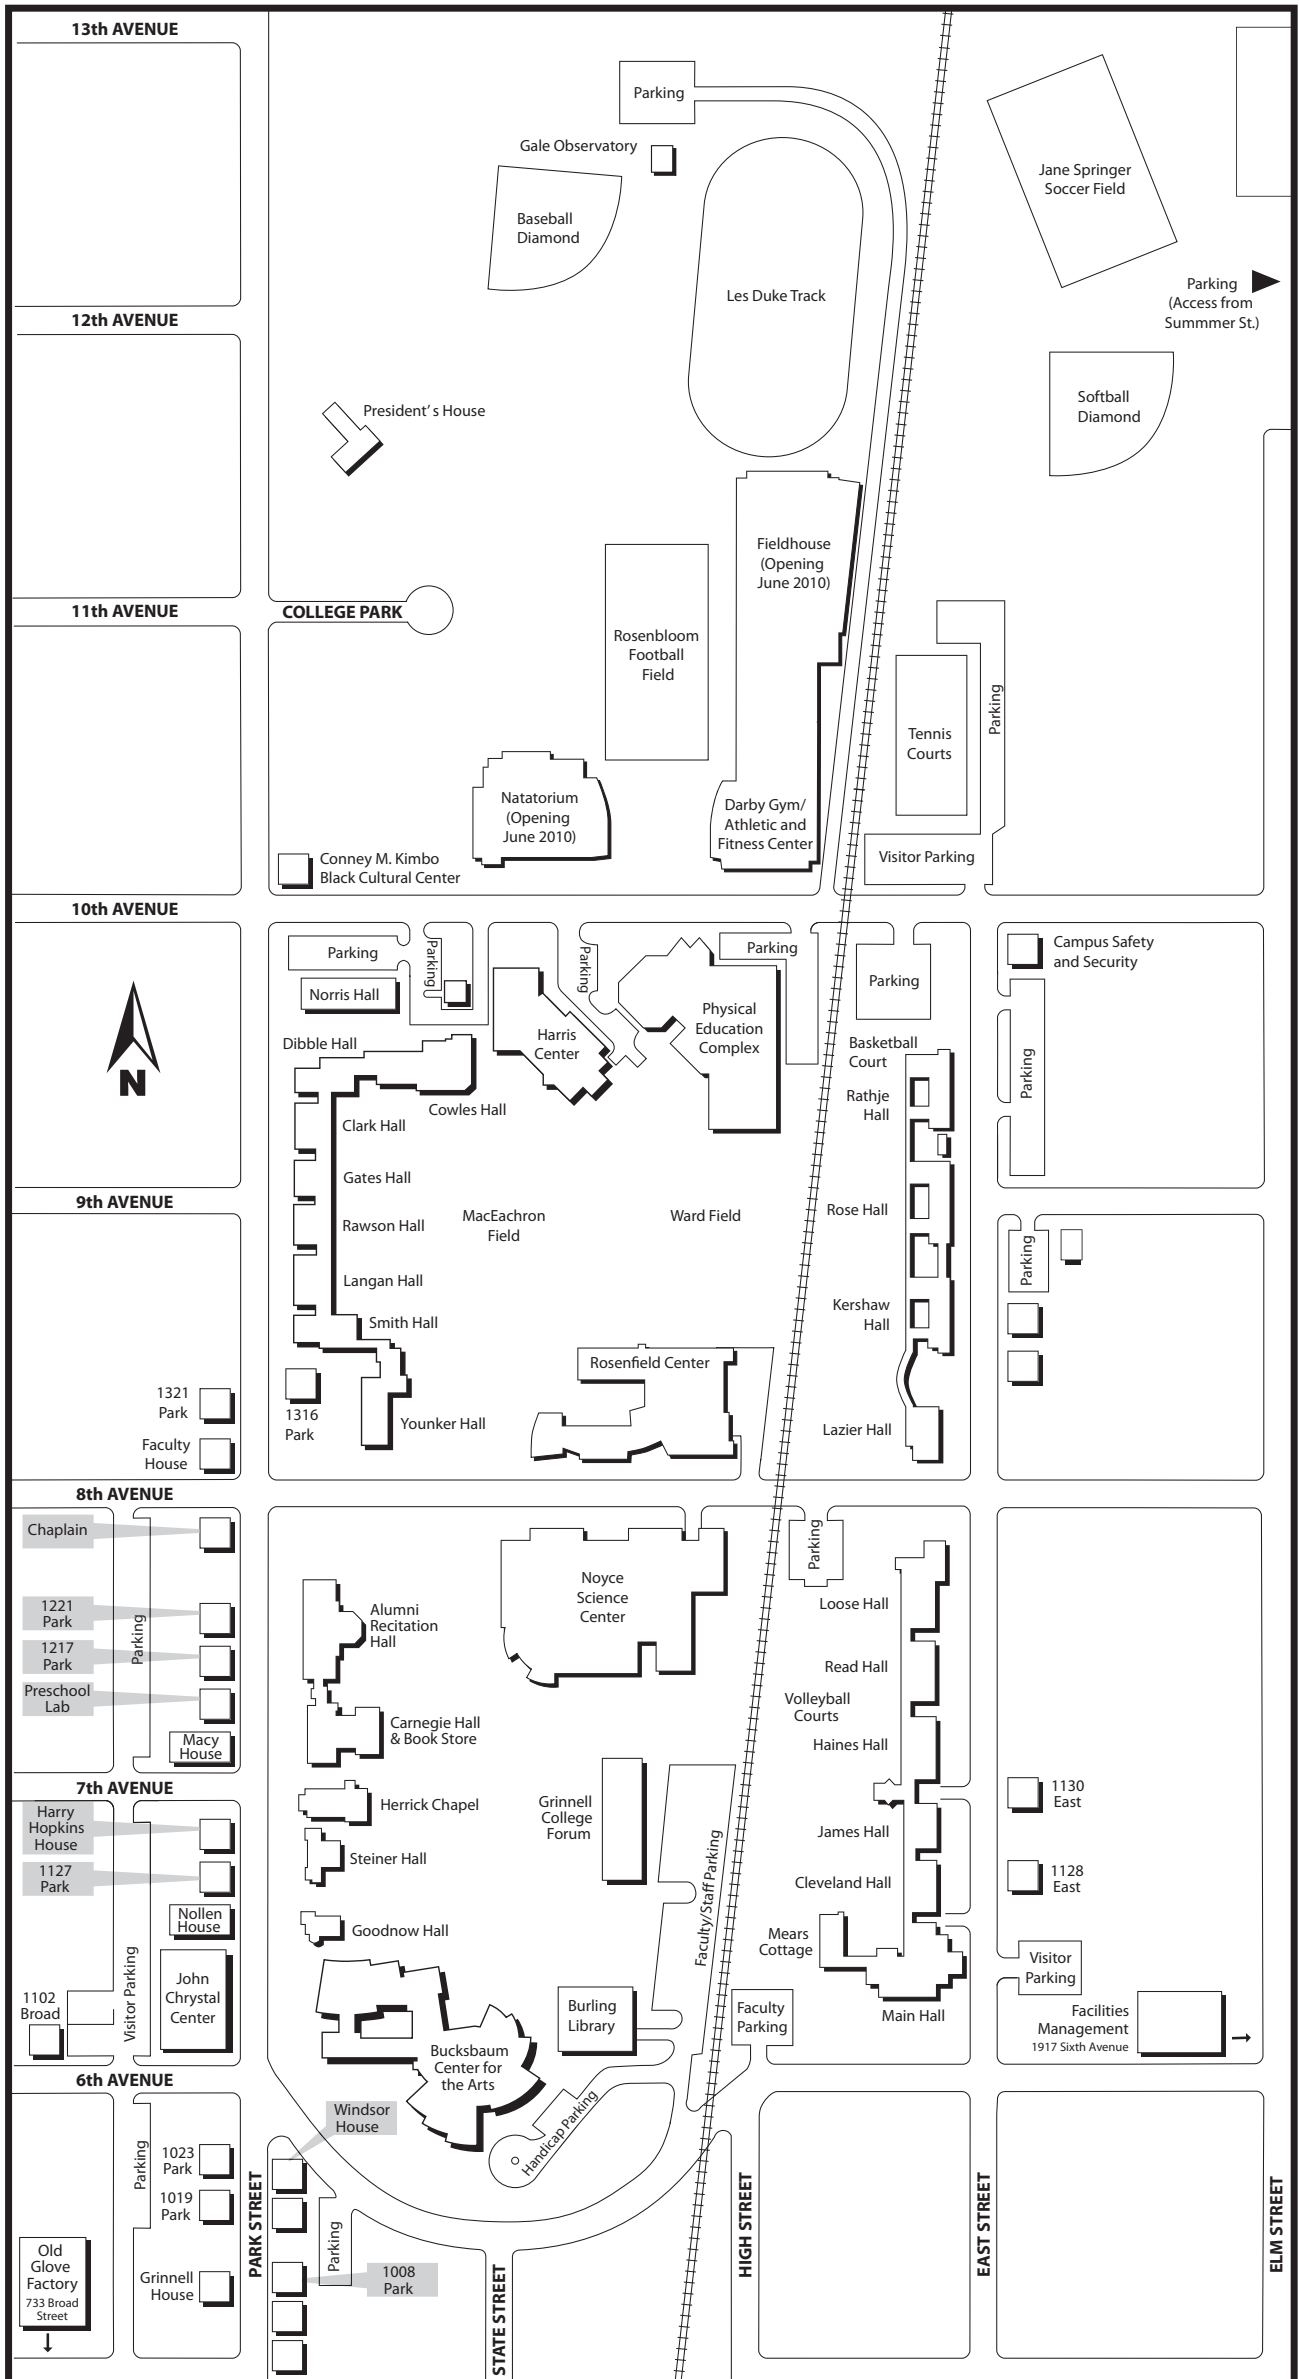 13th AVENUE
Parking
Gale Observatory
Baseball
Diamond
Les Duke Track
Jane Springer
Soccer Field
Parking
(Access from
Summmer St.)
12th AVENUE
Softball
Diamond
President' s House
Fieldhouse
(Opening
June 2010)
11th AVENUE
COLLEGE PARK
Rosenbloom
Football
Field
Parking
Tennis
Courts
Natatorium
(Opening
June 2010)
Darby Gym/
Athletic and
Fitness Center
Visitor Parking
Conney M. Kimbo
Black Cultural Center
10th AVENUE
Parking
Parking
Parking
Parking
Parking
Campus Safety
and Security
Norris Hall
Harris
Center
Physical
Education
Complex
Dibble Hall
Cowles Hall
Basketball
Court
Rathje
Hall
Parking
N
Clark Hall
Gates Hall
Rawson Hall
Langan Hall
Smith Hall
MacEachron
Field
Ward Field
Rose Hall
Kershaw
Hall
9th AVENUE
Parking
Rosenfield Center
1321
Park
Faculty
House
1316
Park
Younker Hall
Lazier Hall
8th AVENUE
Chaplain
1221
Park
1217
Park
Preschool
Lab
Parking
Macy
House
Alumni
Recitation
Hall
Carnegie Hall
& Book Store
Noyce
Science
Center
Parking
Loose Hall
Read Hall
Volleyball
Courts
Haines Hall
7th AVENUE
Harry
Hopkins
House
1127
Park
Nollen
House
Herrick Chapel
Steiner Hall
Goodnow Hall
Grinnell
College
Forum
Faculty/Staff Parking
James Hall
Cleveland Hall
Mears
Cottage
Main Hall
1130
East
1128
East
Visitor
Parking
Facilities
Management
1917 Sixth Avenue
1102
Broad
Visitor Parking
John
Chrystal
Center
Bucksbaum
Center for
the Arts
Burling
Library
Faculty
Parking
6th AVENUE
Windsor
House
Handicap Parking
Parking
1023
Park
1019
Park
Grinnell
House
Old
Glove
Factory
733 Broad
Street
PARK STREET
Parking
1008
Park
STATE STREET
HIGH STREET
EAST STREET
ELM STREET